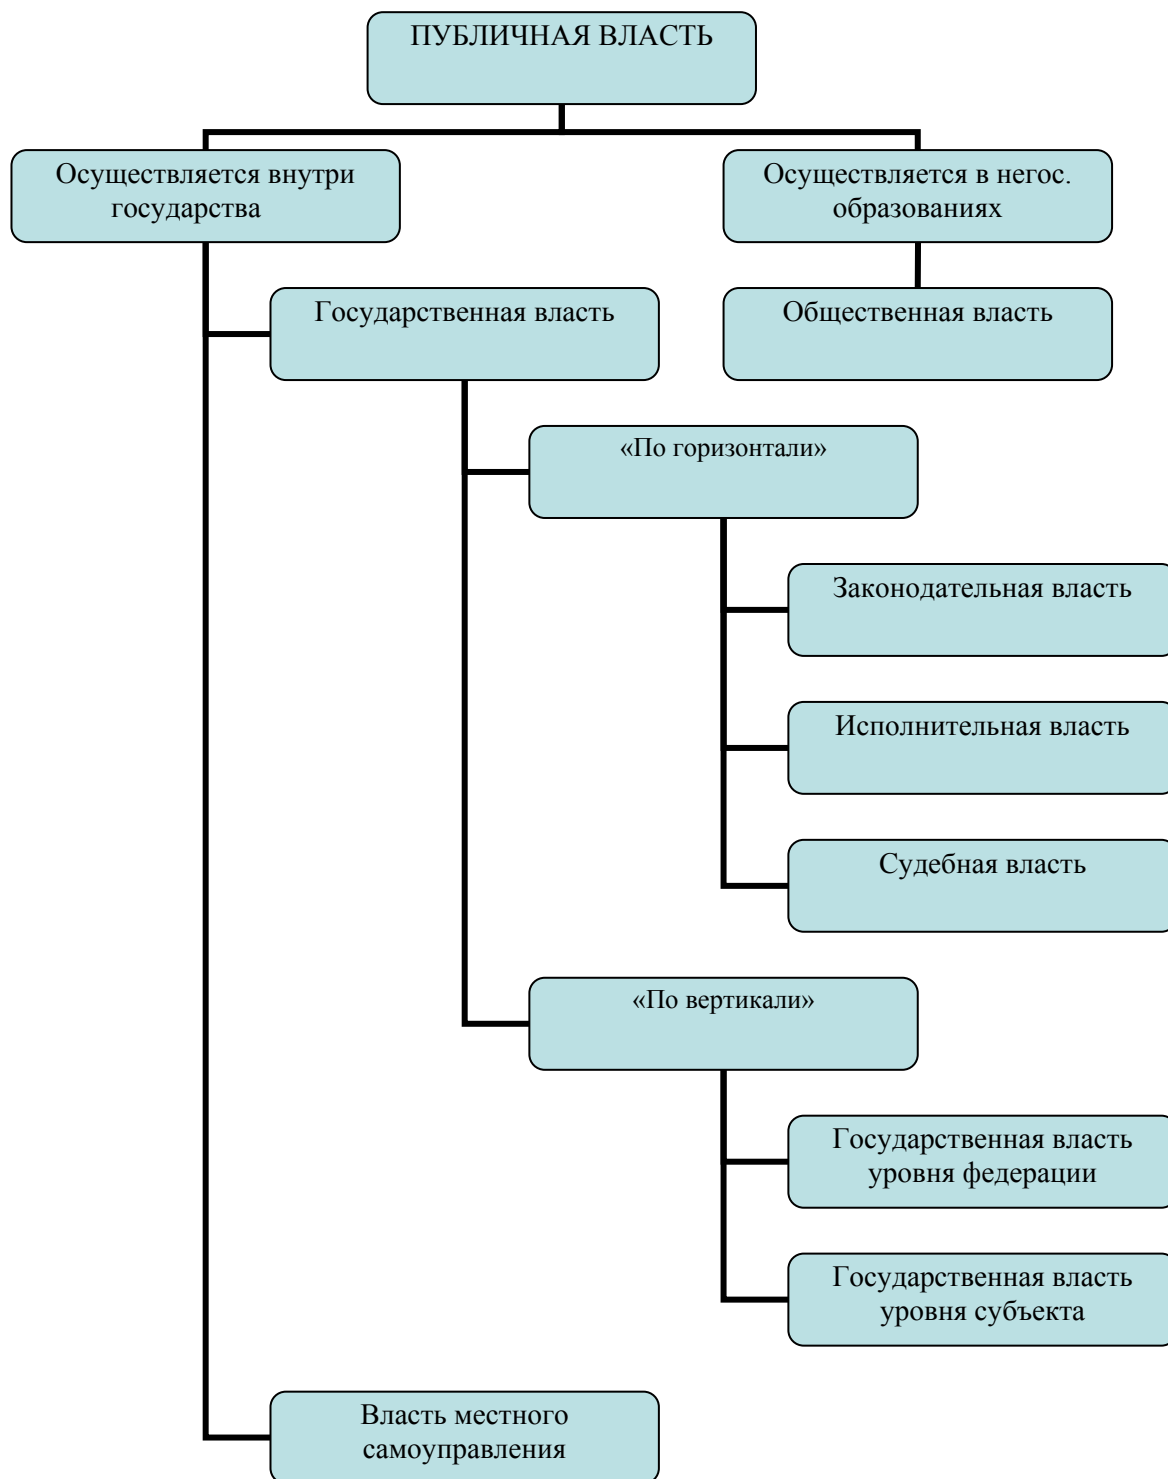 ПУБЛИЧНАЯ ВЛАСТЬ
Осуществляется внутри
государства
Осуществляется в негос.
образованиях
Государственная власть
Общественная власть
«По горизонтали»
Законодательная власть
Исполнительная власть
Судебная власть
«По вертикали»
Государственная власть
уровня федерации
Государственная власть
уровня субъекта
Власть местного
самоуправления